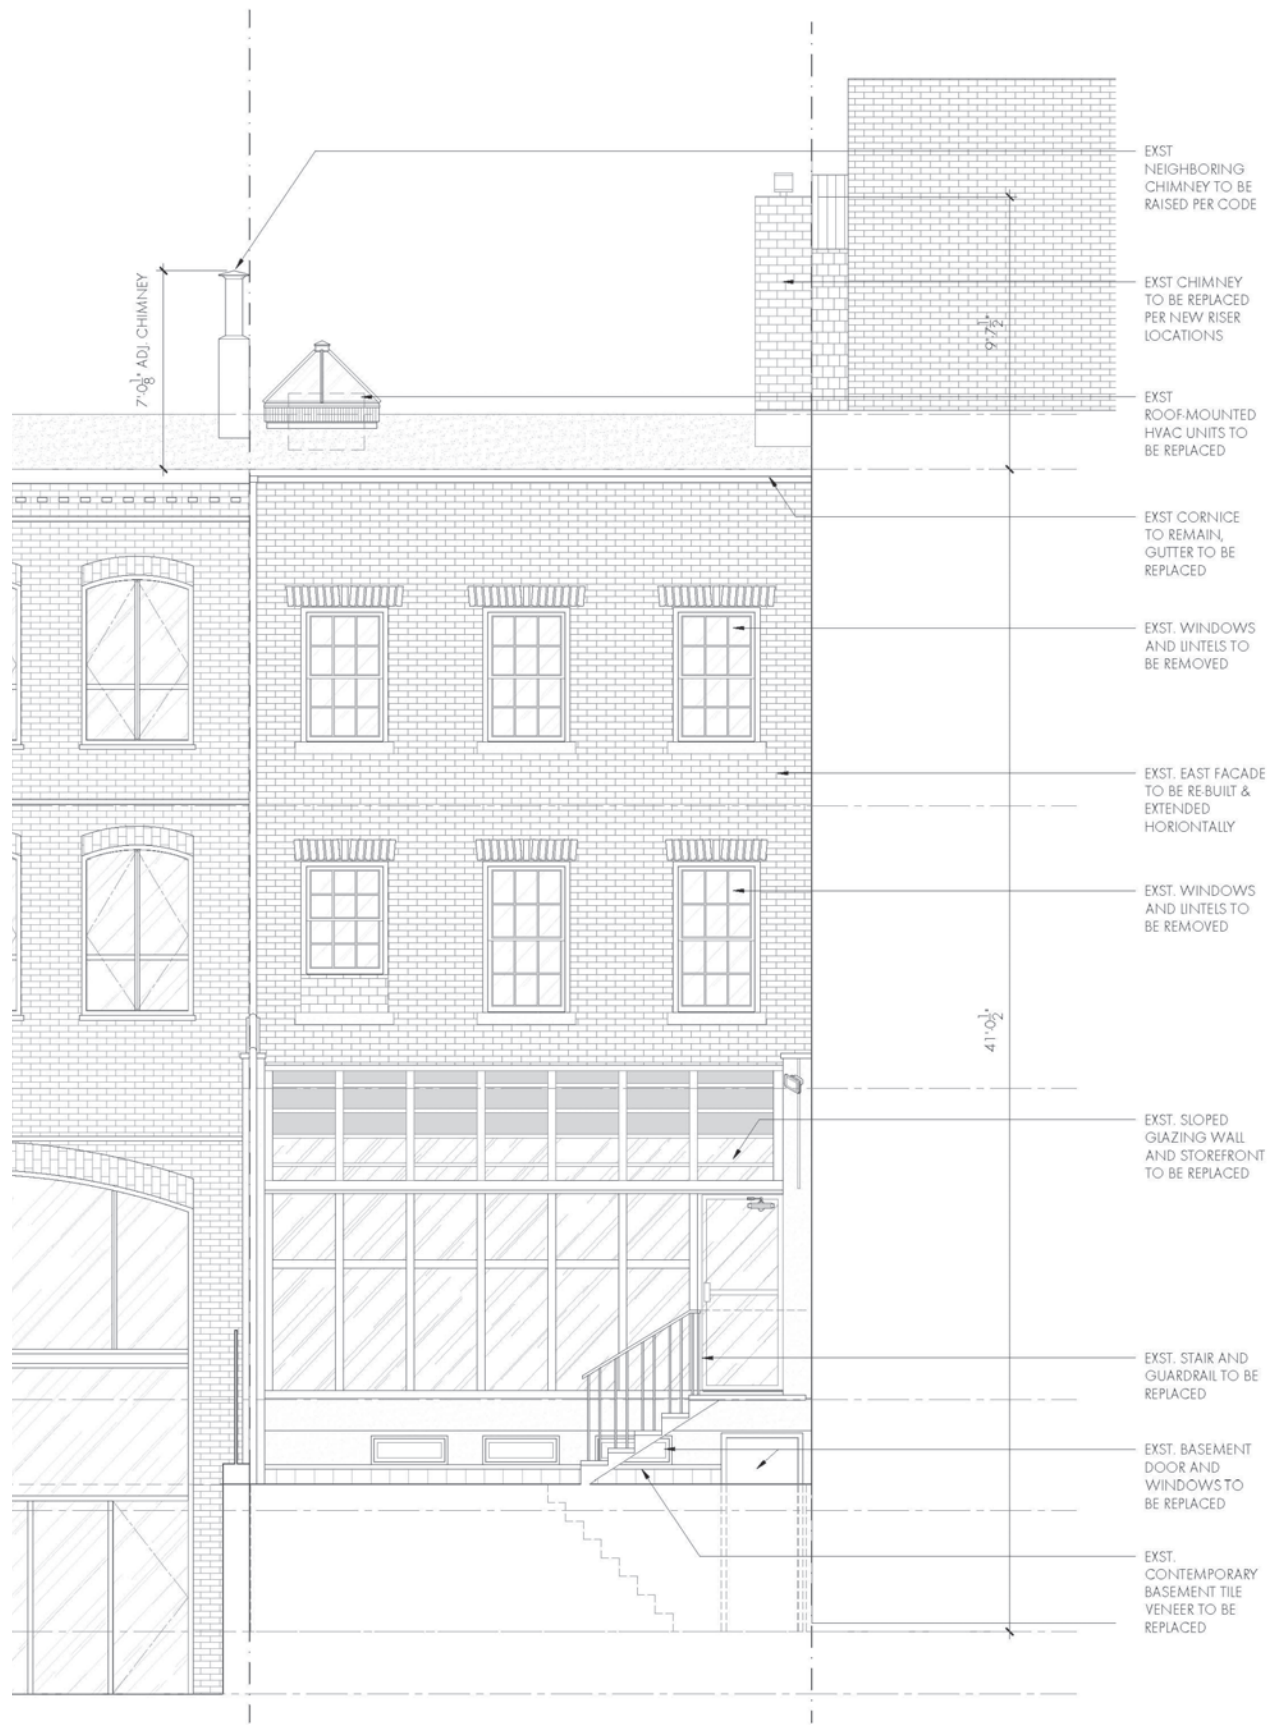 EXST
NEIGHBORING
CHIMNEY TO BE
RAISED PER CODE
7'-0 1/8" ADJ. CHIMNEY
EXST CHIMNEY
TO BE REPLACED
PER NEW RISER
LOCATIONS
9'-7 1/2"
EXST
ROOF-MOUNTED
HVAC UNITS TO
BE REPLACED
EXST CORNICE
TO REMAIN,
GUTTER TO BE
REPLACED
EXST. WINDOWS
AND LINTELS TO
BE REMOVED
EXST. EAST FACADE
TO BE RE-BUILT &
EXTENDED
HORIONTALLY
EXST. WINDOWS
AND LINTELS TO
BE REMOVED
41'-0 1/2"
EXST. SLOPED
GLAZING WALL
AND STOREFRONT
TO BE REPLACED
EXST. STAIR AND
GUARDRAIL TO BE
REPLACED
EXST. BASEMENT
DOOR AND
WINDOWS TO
BE REPLACED
EXST.
CONTEMPORARY
BASEMENT TILE
VENEER TO BE
REPLACED